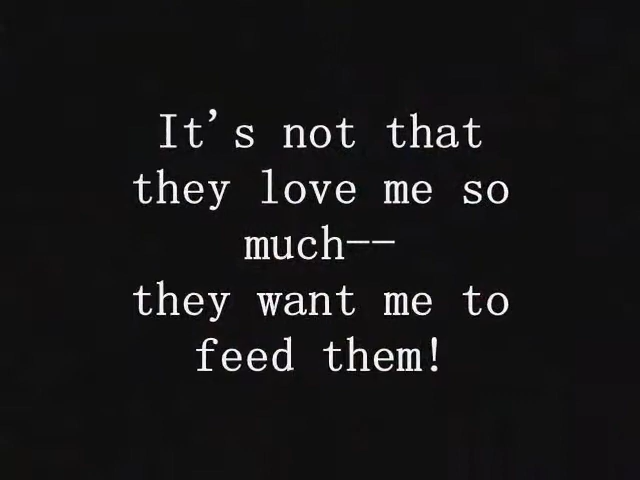 It's not that
they love me so
much--
they want me to
feed them!